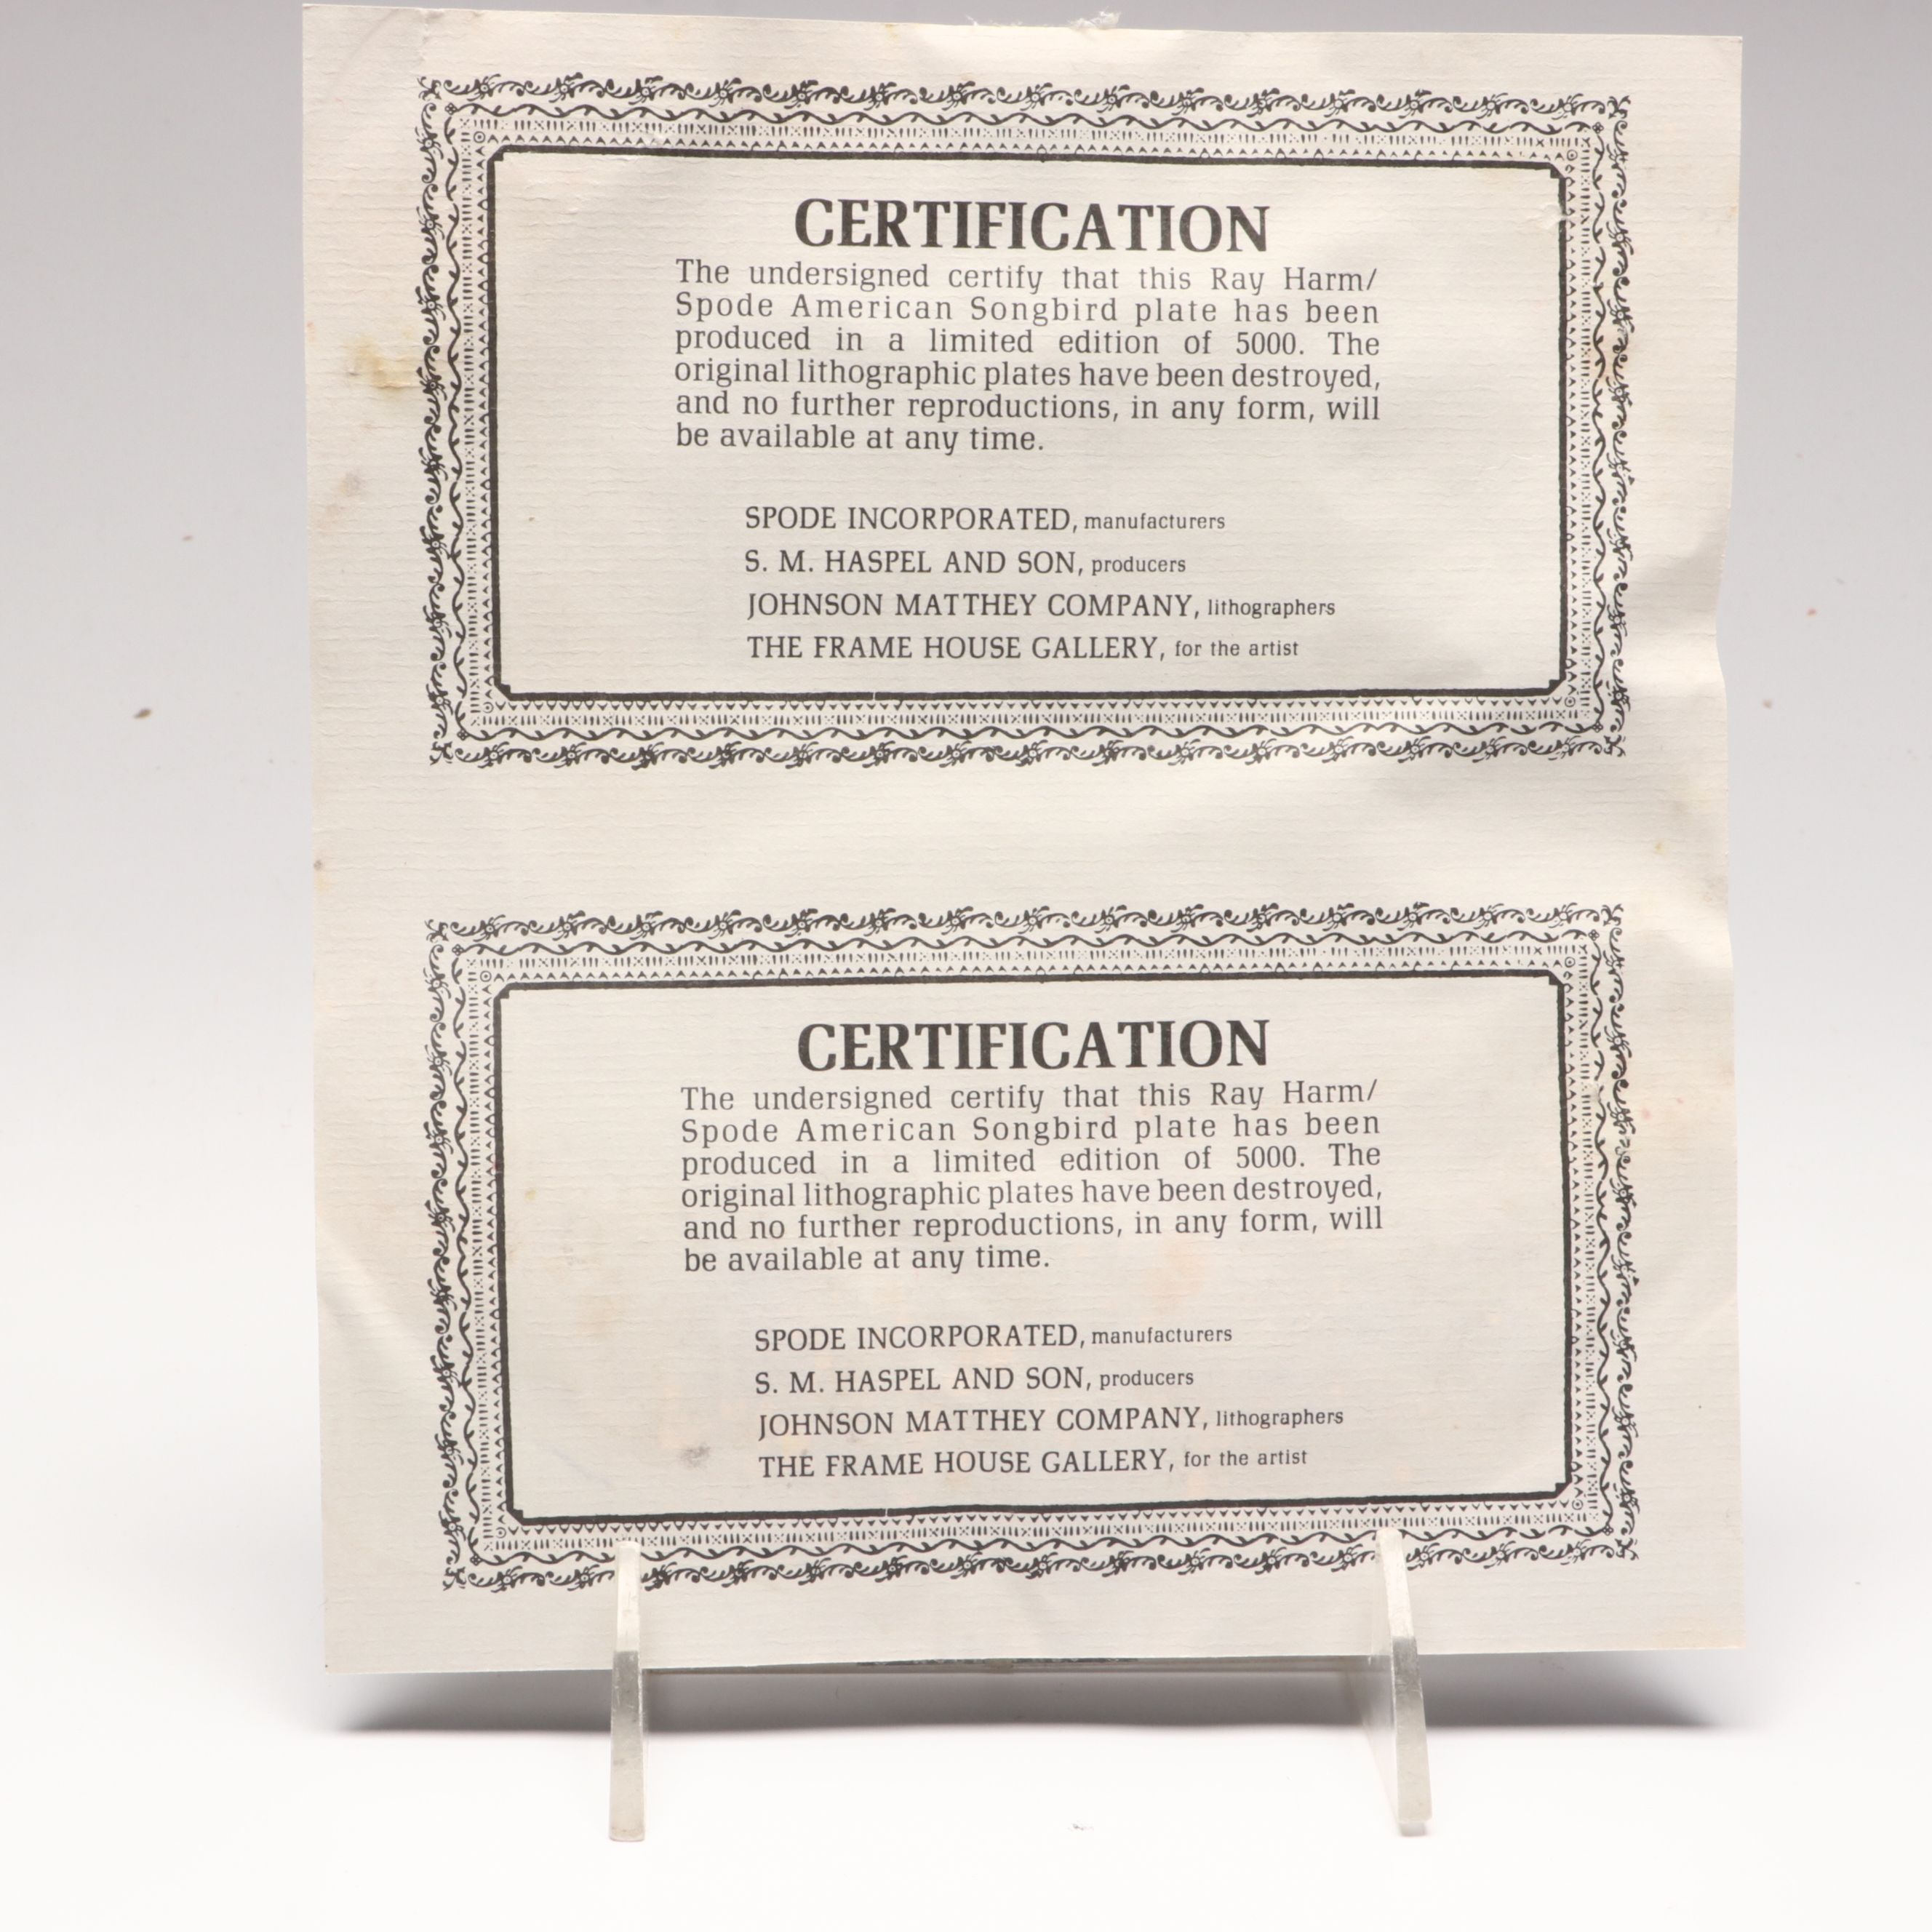 CERTIFICATION
The undersigned certify that this Ray Harm/
Spode American Songbird plate has been
produced in a limited edition of 5000. The
original lithographic plates have been destroyed,
and no further reproductions, in any form, will
be available at any time.
SPODE INCORPORATED, manufacturers
S. M. HASPEL AND SON, producers
JOHNSON MATTHEY COMPANY, lithographers
THE FRAME HOUSE GALLERY, for the artist
CERTIFICATION
The undersigned certify that this Ray Harm/
Spode American Songbird plate has been
produced in a limited edition of 5000. The
original lithographic plates have been destroyed,
and no further reproductions, in any form, will
be available at any time.
SPODE INCORPORATED, manufacturers
S. M. HASPEL AND SON, producers
JOHNSON MATTHEY COMPANY, lithographers
THE FRAME HOUSE GALLERY, for the artist